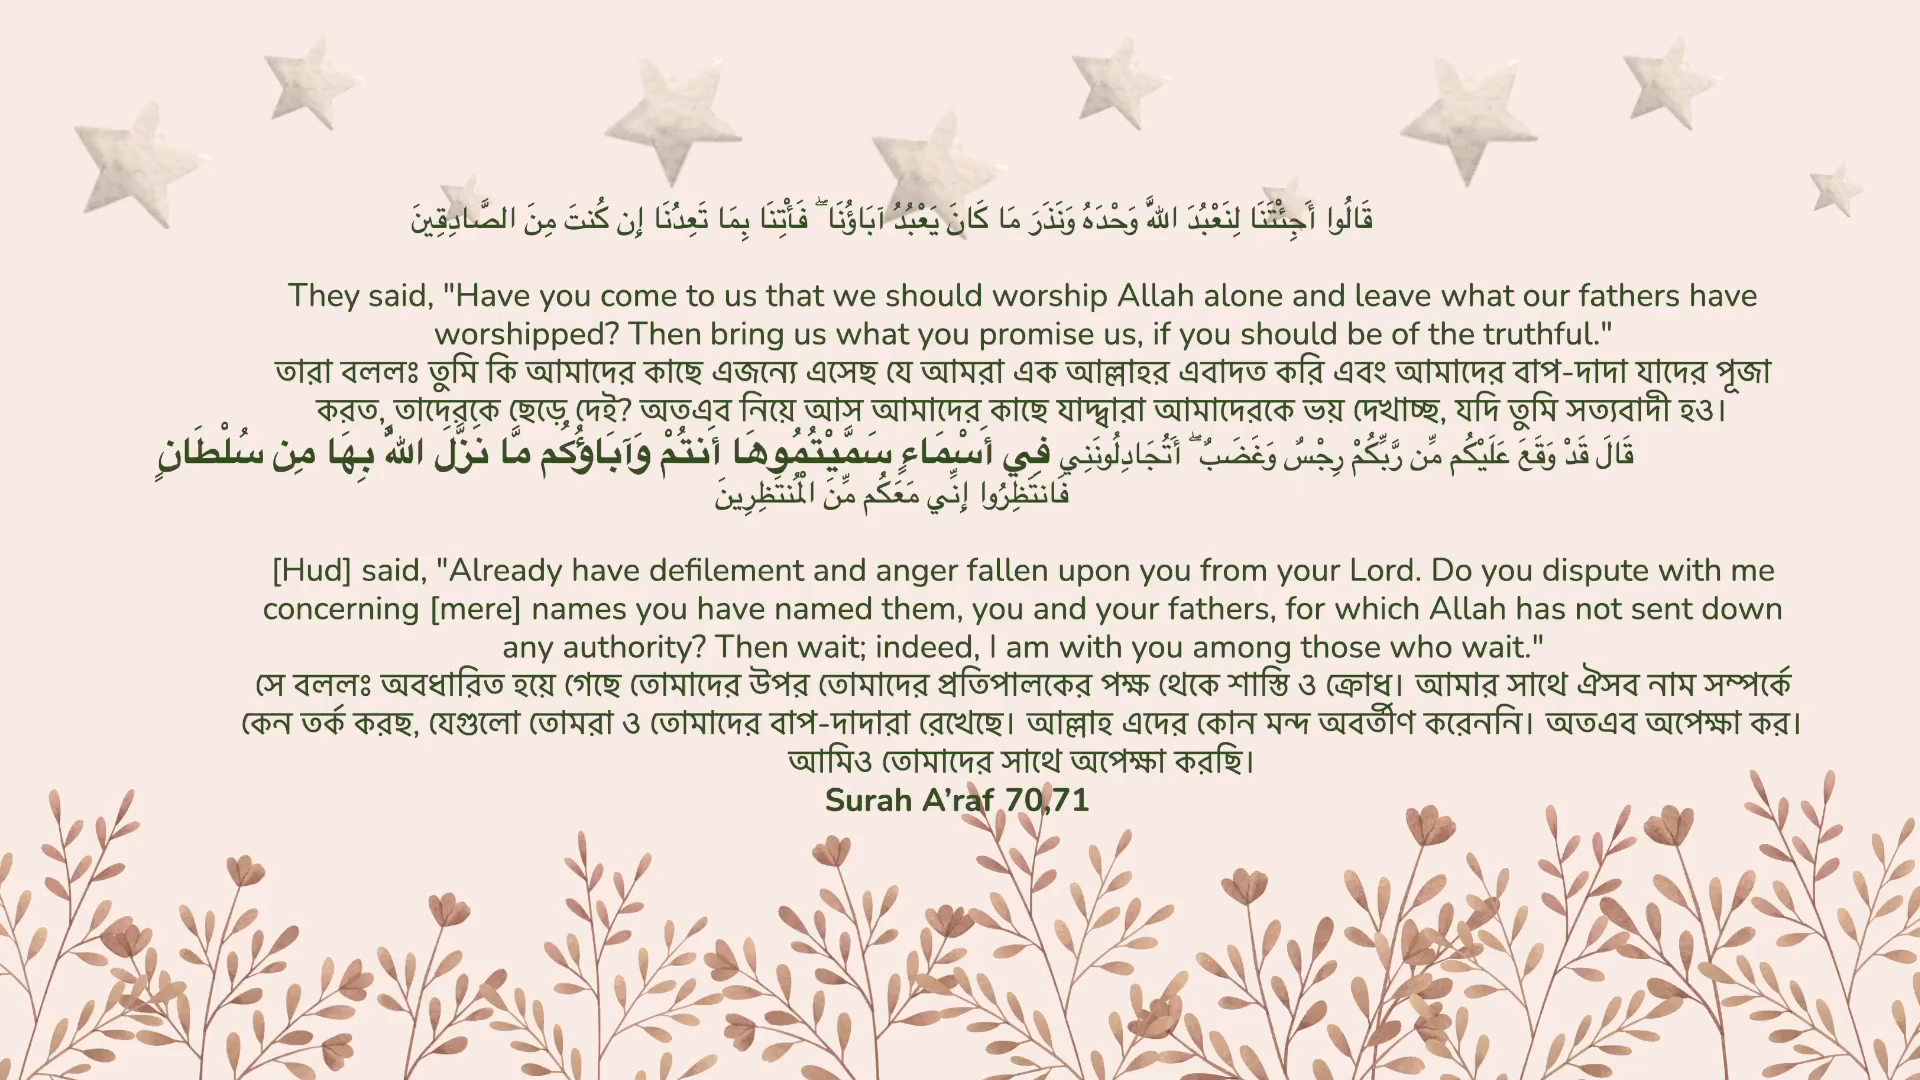 قَالُوا أَجِئْتَنَا لِنَعْبُدَ اللَّهَ وَحْدَهُ وَنَذَرَ مَا كَانَ يَعْبُدُ آبَاؤُنَا ۖ فَأْتِنَا بِمَا تَعِدُنَا إِن كُنتَ مِنَ الصَّادِقِينَ
They said, "Have you come to us that we should worship Allah alone and leave what our fathers have
worshipped? Then bring us what you promise us, if you should be of the truthful."
তারা বললঃ তুমি কি আমাদের কাছে এজন্যে এসেছ যে আমরা এক আল্লাহর এবাদত করি এবং আমাদের বাপ-দাদা যাদের পূজা
করত, তাদেরকে ছেড়ে দেই? অতএব নিয়ে আস আমাদের কাছে যাদ্দ্বারা আমাদেরকে ভয় দেখাচ্ছ, যদি তুমি সত্যবাদী হও।
قَالَ قَدْ وَقَعَ عَلَيْكُم مِّن رَّبِّكُمْ رِجْسٌ وَغَضَبٌ ۖ أَتُجَادِلُونَنِي فِي أَسْمَاءٍ سَمَّيْتُمُوهَا أَنتُمْ وَآبَاؤُكُم مَّا نَزَّلَ اللَّهُ بِهَا مِن سُلْطَانٍ
فَانتَظِرُوا إِنِّي مَعَكُم مِّنَ الْمُنتَظِرِينَ
[Hud] said, "Already have defilement and anger fallen upon you from your Lord. Do you dispute with me
concerning [mere] names you have named them, you and your fathers, for which Allah has not sent down
any authority? Then wait; indeed, I am with you among those who wait."
সে বললঃ অবধারিত হয়ে গেছে তোমাদের উপর তোমাদের প্রতিপালকের পক্ষ থেকে শাস্তি ও ক্রোধ। আমার সাথে ঐসব নাম সম্পর্কে
কেন তর্ক করছ, যেগুলো তোমরা ও তোমাদের বাপ-দাদারা রেখেছে। আল্লাহ এদের কোন মন্দ অবর্তীণ করেননি। অতএব অপেক্ষা কর।
আমিও তোমাদের সাথে অপেক্ষা করছি।
Surah A’raf 70,71